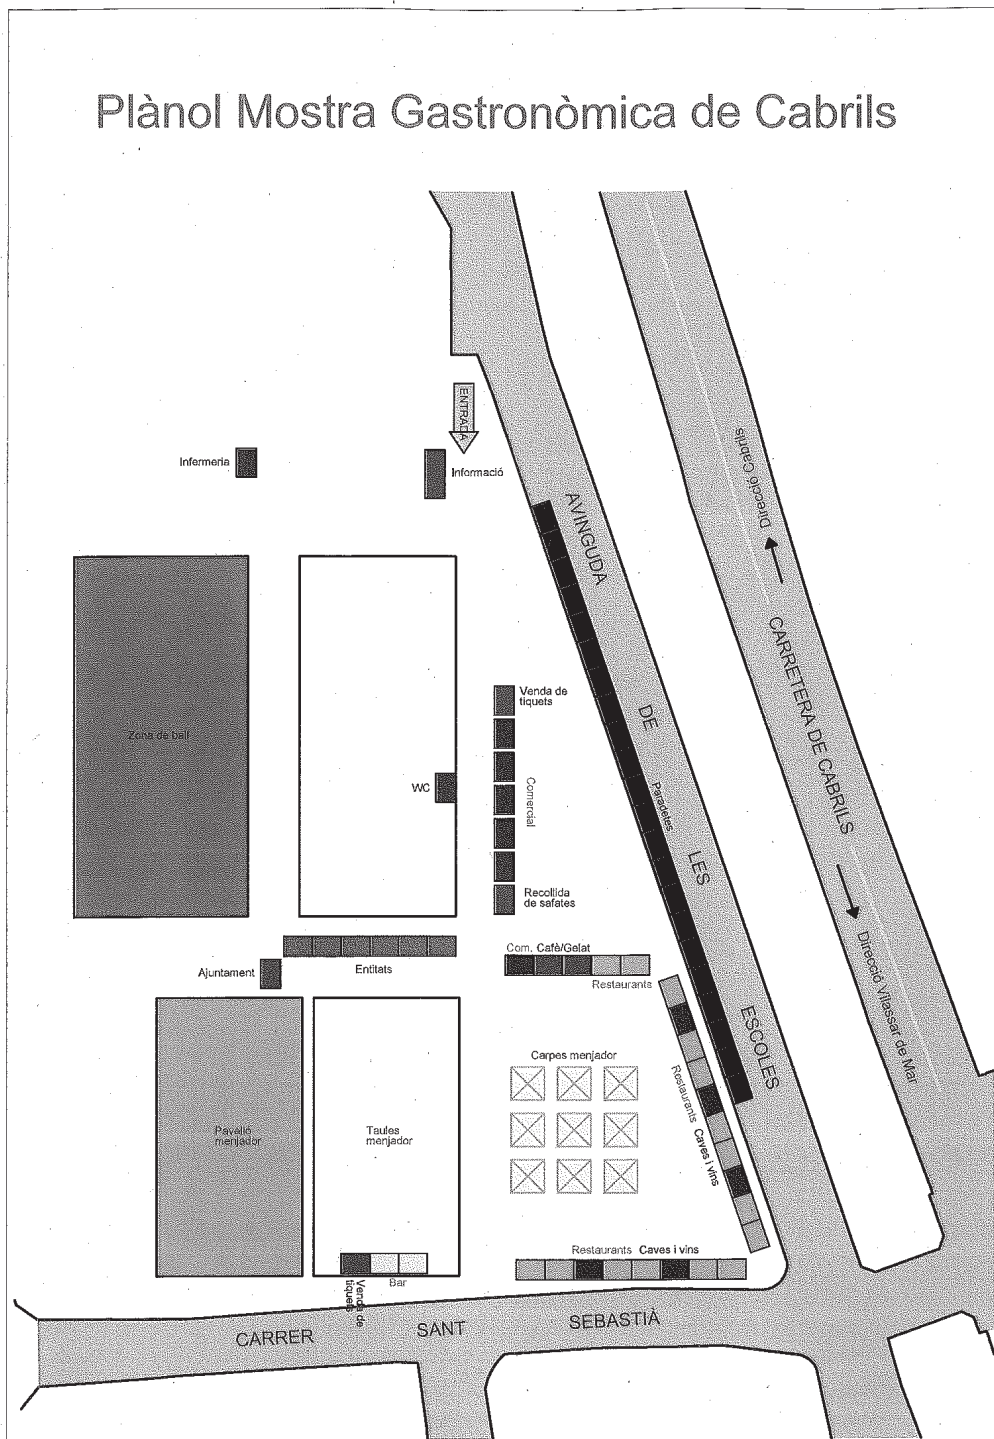 Plànol Mostra Gastronòmica de Cabrils
ENTRADA
Infermeria
Informació
AVINGUDA DE LES ESCOLES
Direcció Cabrils
CARRETERA DE CABRILS
Direcció Vilassar de Mar
Zona de ball
Venda de
tiquets
WC
Comercial
Paradetes
Recollida
de safates
Com. Cafè/Gelat
Restaurants
Entitats
Ajuntament
Carpes menjador
Restaurants Caves i vins
Pavelló
menjador
Taules
menjador
Restaurants Caves i vins
Venda de
tiquets
Bar
CARRER SANT SEBASTIÀ